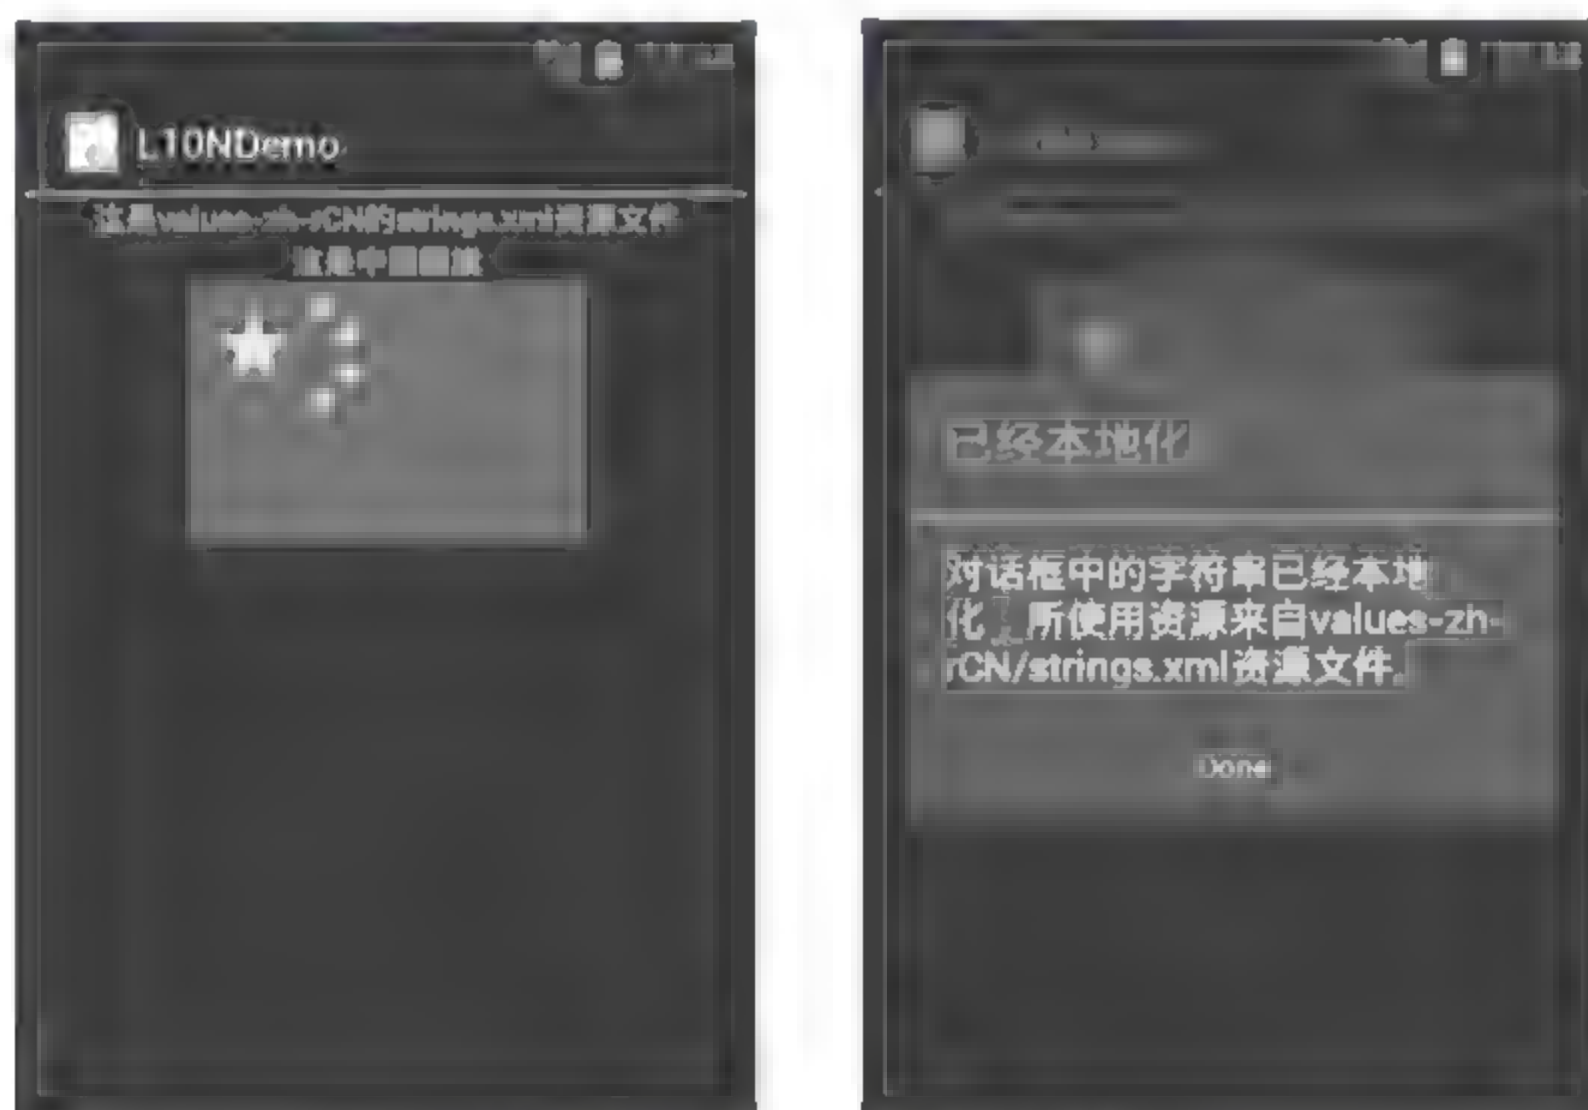 L10NDemo
这是values-zh-rCN的strings.xml资源文件
这是中国国旗
已经本地化
对话框中的字符串已经本地
化 所使用资源来自values-zh-
rCN/strings.xml资源文件.
Done